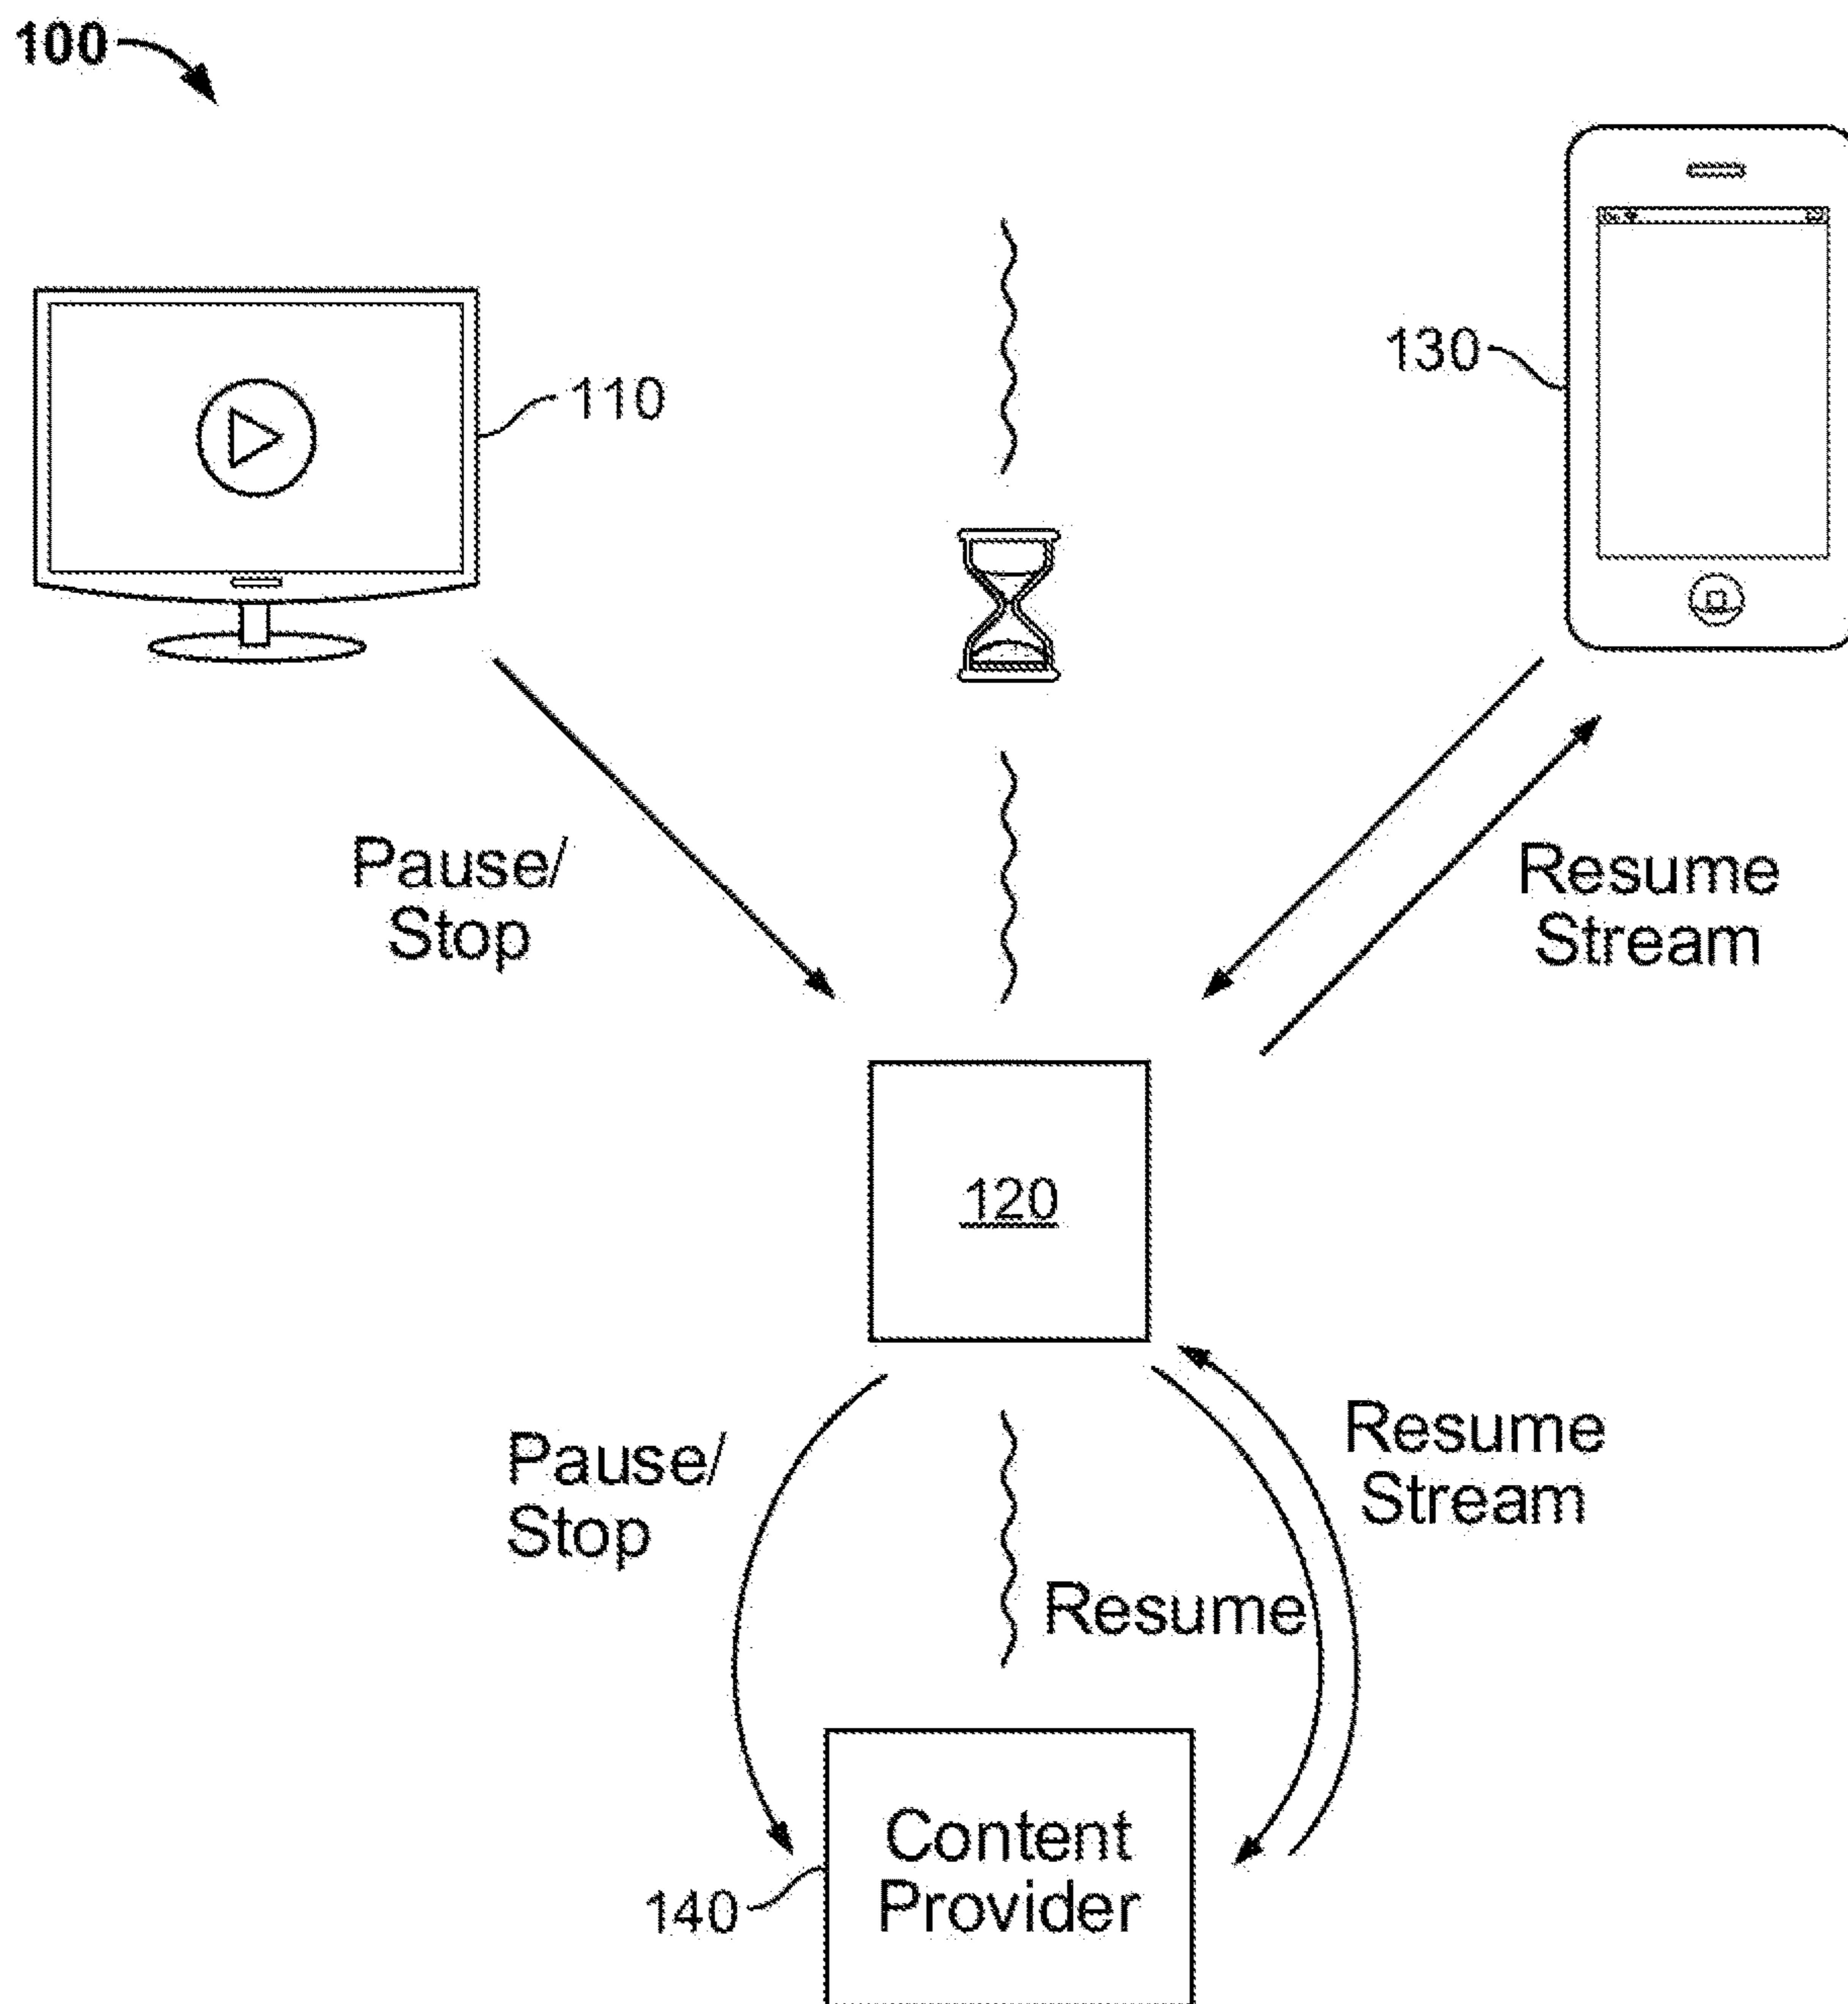 100
110
130
Pause/
Stop
Resume
Stream
120
Pause/
Stop
Resume
Stream
Resume
Content
Provider
140